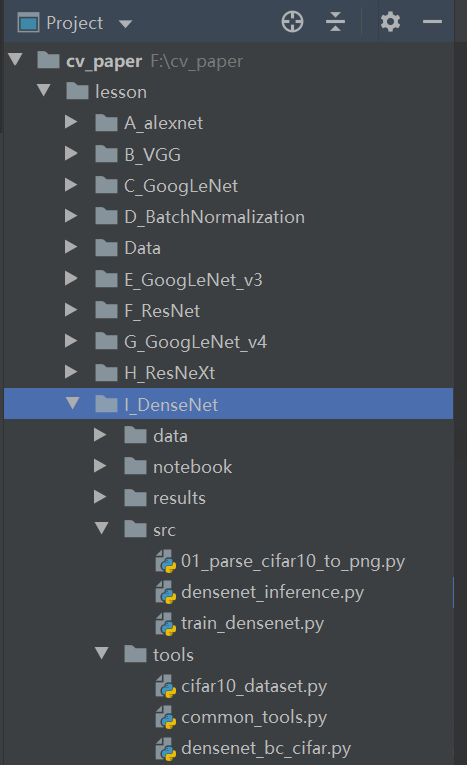 Project
cv_paper F:\cv_paper
lesson
A_alexnet
B_VGG
C_GoogLeNet
D_BatchNormalization
Data
E_GoogLeNet_v3
F_ResNet
G_GoogLeNet_v4
H_ResNeXt
I_DenseNet
data
notebook
results
src
01_parse_cifar10_to_png.py
densenet_inference.py
train_densenet.py
tools
cifar10_dataset.py
common_tools.py
densenet_bc_cifar.py